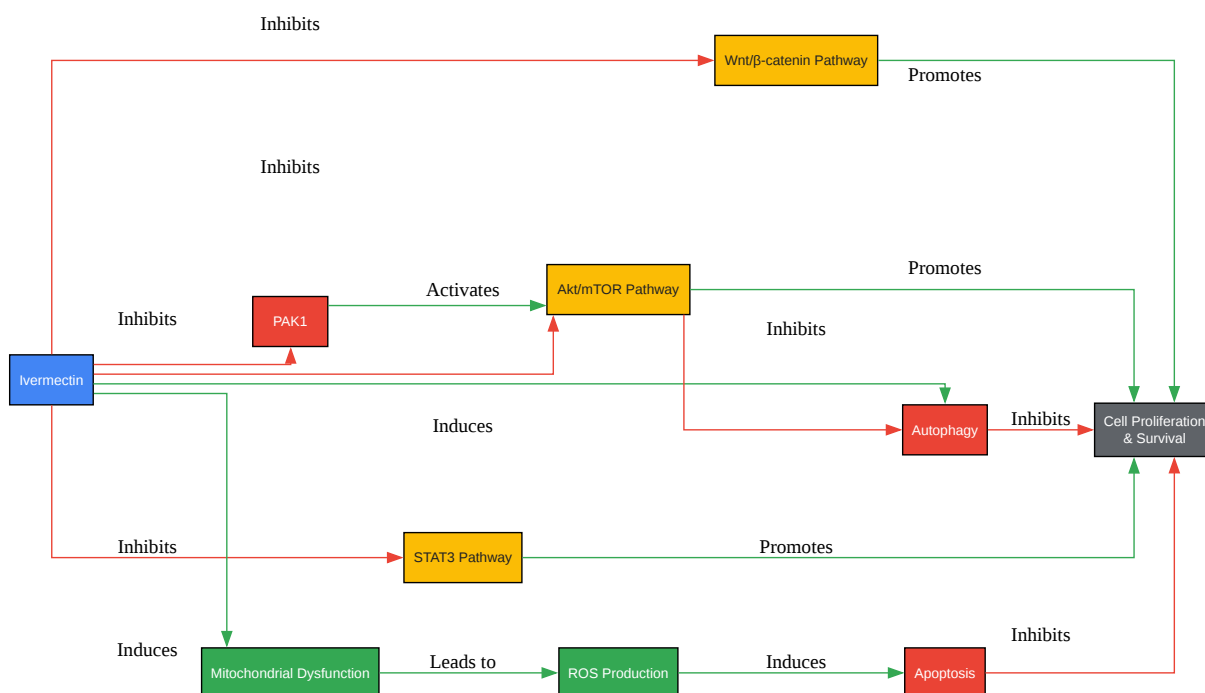 Inhibits
Wnt/β-catenin Pathway
Promotes
Inhibits
Promotes
Akt/mTOR Pathway
Activates
Inhibits
PAK1
Inhibits
Ivermectin
Induces
Autophagy
Inhibits
Cell Proliferation
& Survival
Inhibits
STAT3 Pathway
Promotes
Induces
Mitochondrial Dysfunction
Leads to
ROS Production
Induces
Apoptosis
Inhibits